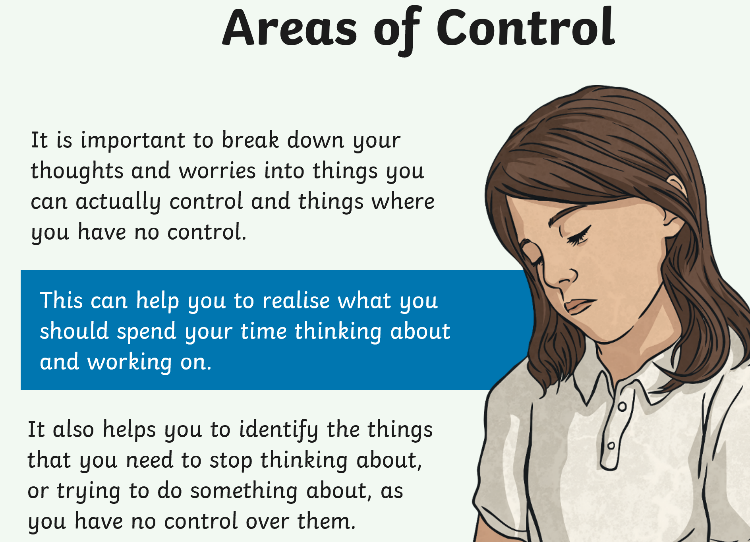 Areas of Control
It is important to break down your
thoughts and worries into things you
can actually control and things where
you have no control.
This can help you to realise what you
should spend your time thinking about
and working on.
It also helps you to identify the things
that you need to stop thinking about,
or trying to do something about, as
you have no control over them.